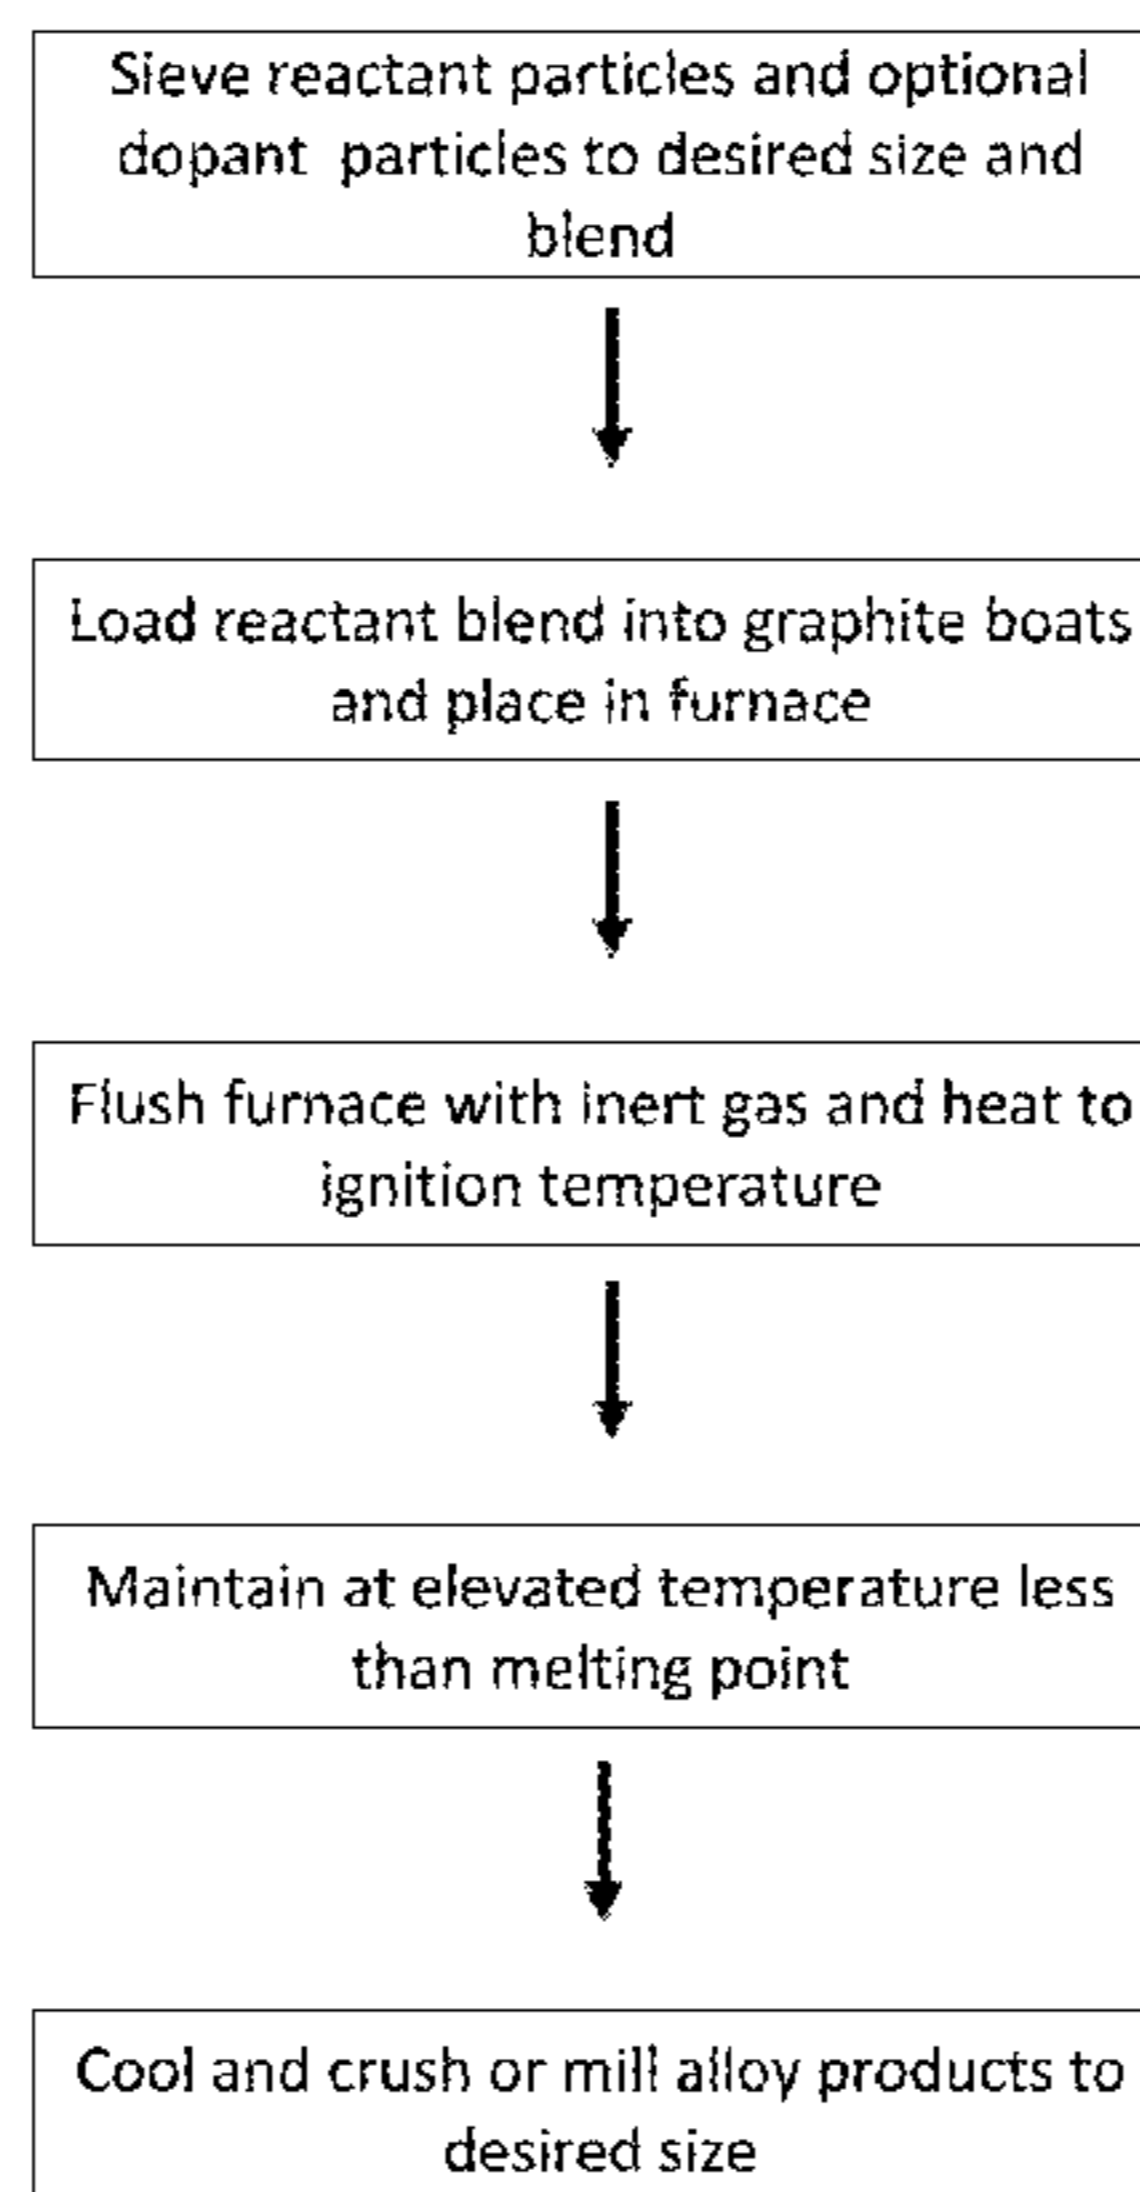 Sieve reactant particles and optional
dopant particles to desired size and
blend
Load reactant blend into graphite boats
and place in furnace
Flush furnace with inert gas and heat to
ignition temperature
Maintain at elevated temperature less
than melting point
Cool and crush or mill alloy products to
desired size